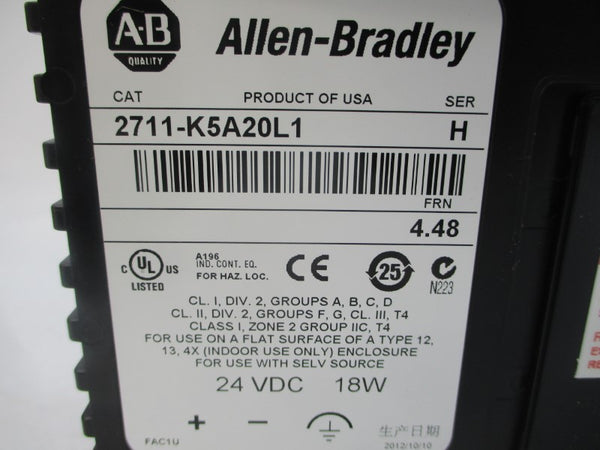 A·B
QUALITY
Allen-Bradley
CAT PRODUCT OF USA SER
2711-K5A20L1 H
FRN
4.48
C UL US
LISTED
A196
IND. CONT. EQ.
FOR HAZ. LOC.
CE
25
N223
CL. I, DIV. 2, GROUPS A, B, C, D
CL. II, DIV. 2, GROUPS F, G, CL. III, T4
CLASS I, ZONE 2 GROUP IIC, T4
FOR USE ON A FLAT SURFACE OF A TYPE 12,
13, 4X (INDOOR USE ONLY) ENCLOSURE
FOR USE WITH SELV SOURCE
24 VDC 18W
+ −
FAC1U
生产日期
2012/10/10